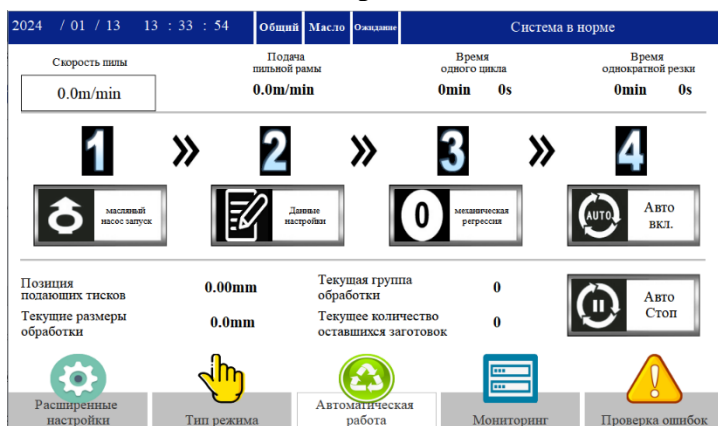 2024 / 01 / 13 13 : 33 : 54 Общий Масло Ожидание Система в норме
Скорость пилы
0.0m/min
Подача
пильной рамы
0.0m/min
Время
одного цикла
0min 0s
Время
однократной резки
0min 0s
1 » 2 » 3 » 4
масляный
насос запуск
Данные
настройки
0
механическая
регрессия
AUTO
Авто
вкл.
Позиция
подающих тисков
0.00mm
Текущая группа
обработки
0
Текущие размеры
обработки
0.0mm
Текущее количество
оставшихся заготовок
0
Авто
Стоп
Расширенные
настройки
Тип режима
Автоматическая
работа
Мониторинг
Проверка ошибок